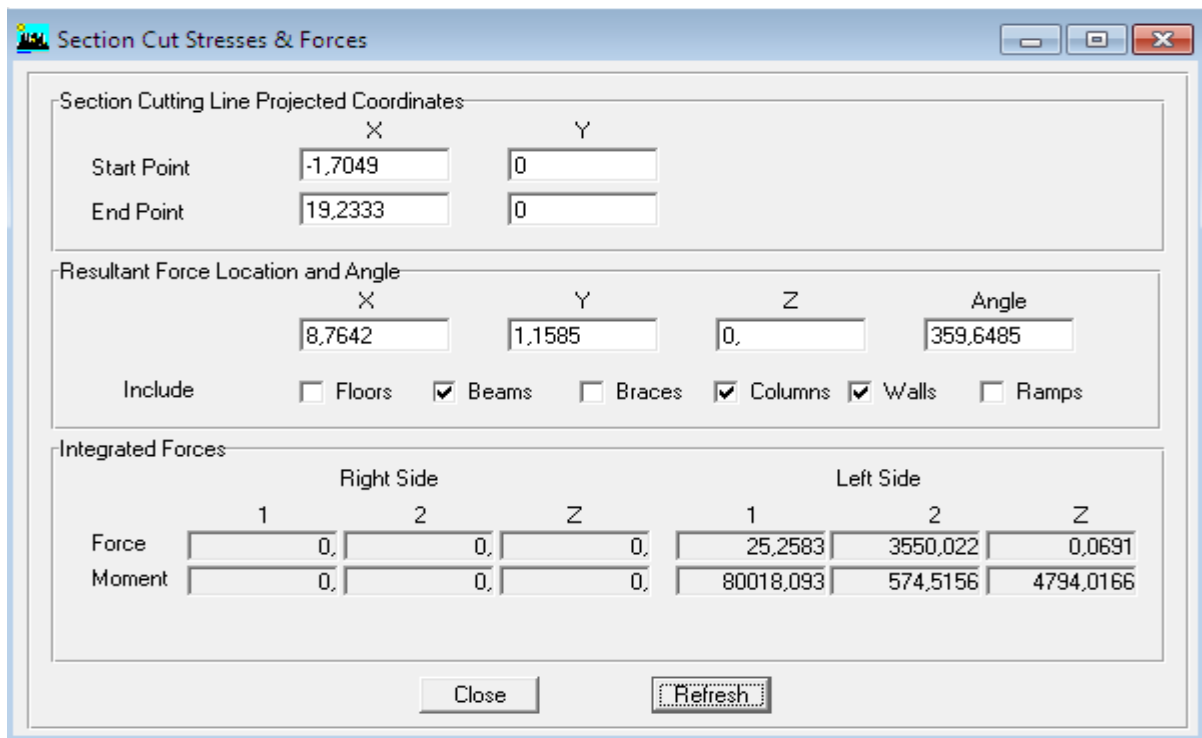 Section Cut Stresses & Forces
Section Cutting Line Projected Coordinates
X Y
Start Point -1,7049 0
End Point 19,2333 0
Resultant Force Location and Angle
X Y Z Angle
8,7642 1,1585 0, 359,6485
Include Floors Beams Braces Columns Walls Ramps
Integrated Forces
Right Side Left Side
1 2 Z 1 2 Z
Force 0, 0, 0, 25,2583 3550,022 0,0691
Moment 0, 0, 0, 80018,093 574,5156 4794,0166
Close Refresh